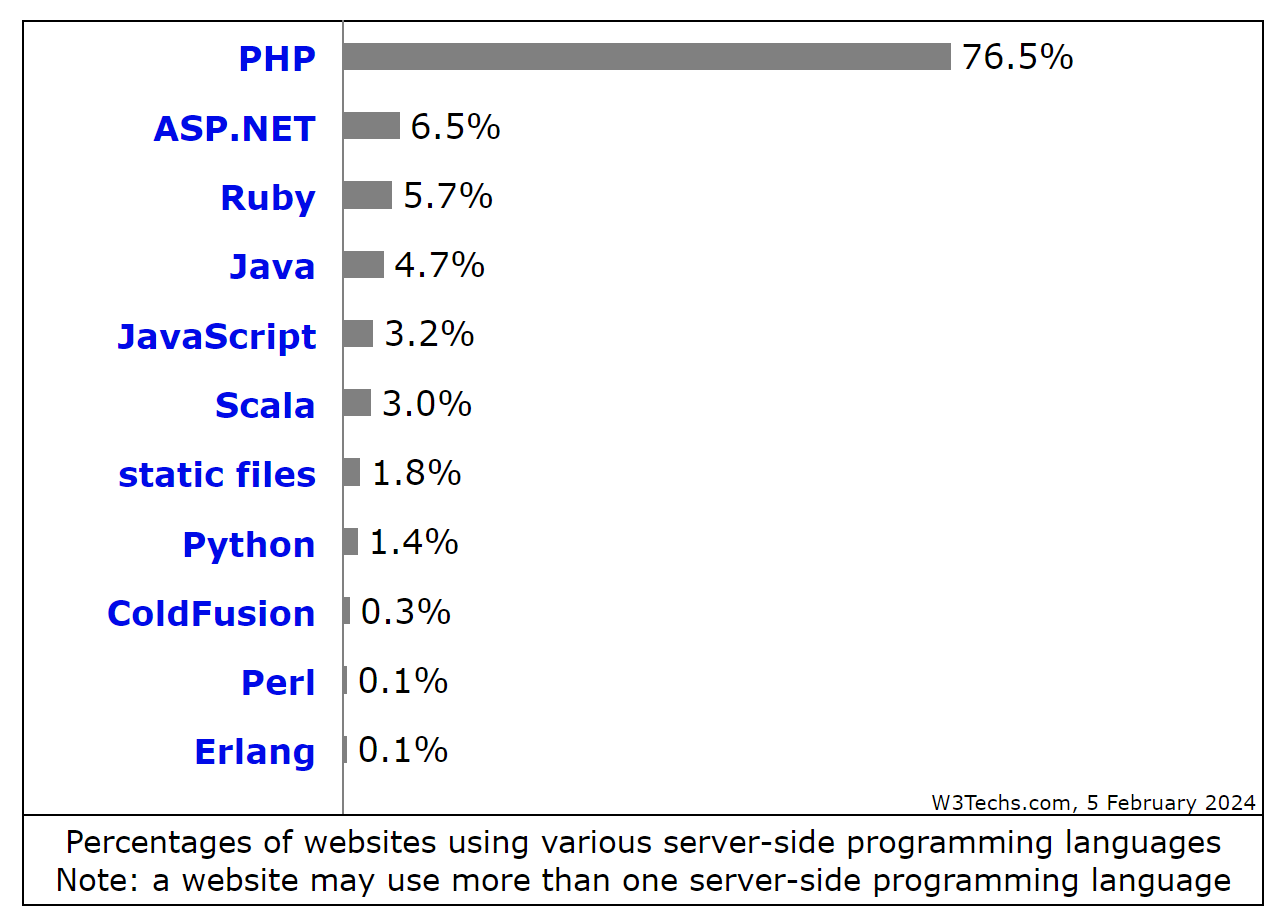 PHP 76.5%
ASP.NET 6.5%
Ruby 5.7%
Java 4.7%
JavaScript 3.2%
Scala 3.0%
static files 1.8%
Python 1.4%
ColdFusion 0.3%
Perl 0.1%
Erlang 0.1%
W3Techs.com, 5 February 2024
Percentages of websites using various server-side programming languages
Note: a website may use more than one server-side programming language